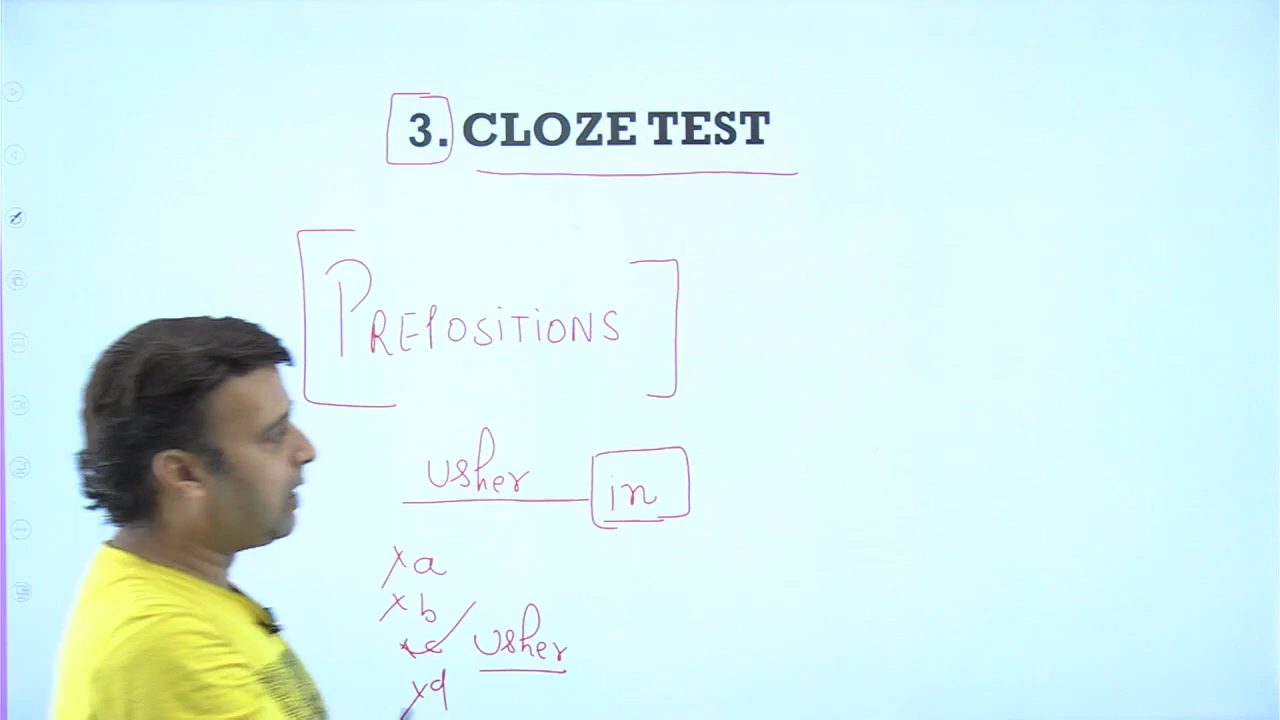 3. CLOZE TEST
PREPOSITIONS
usher in
x a
x b
x c ✓ usher
x d